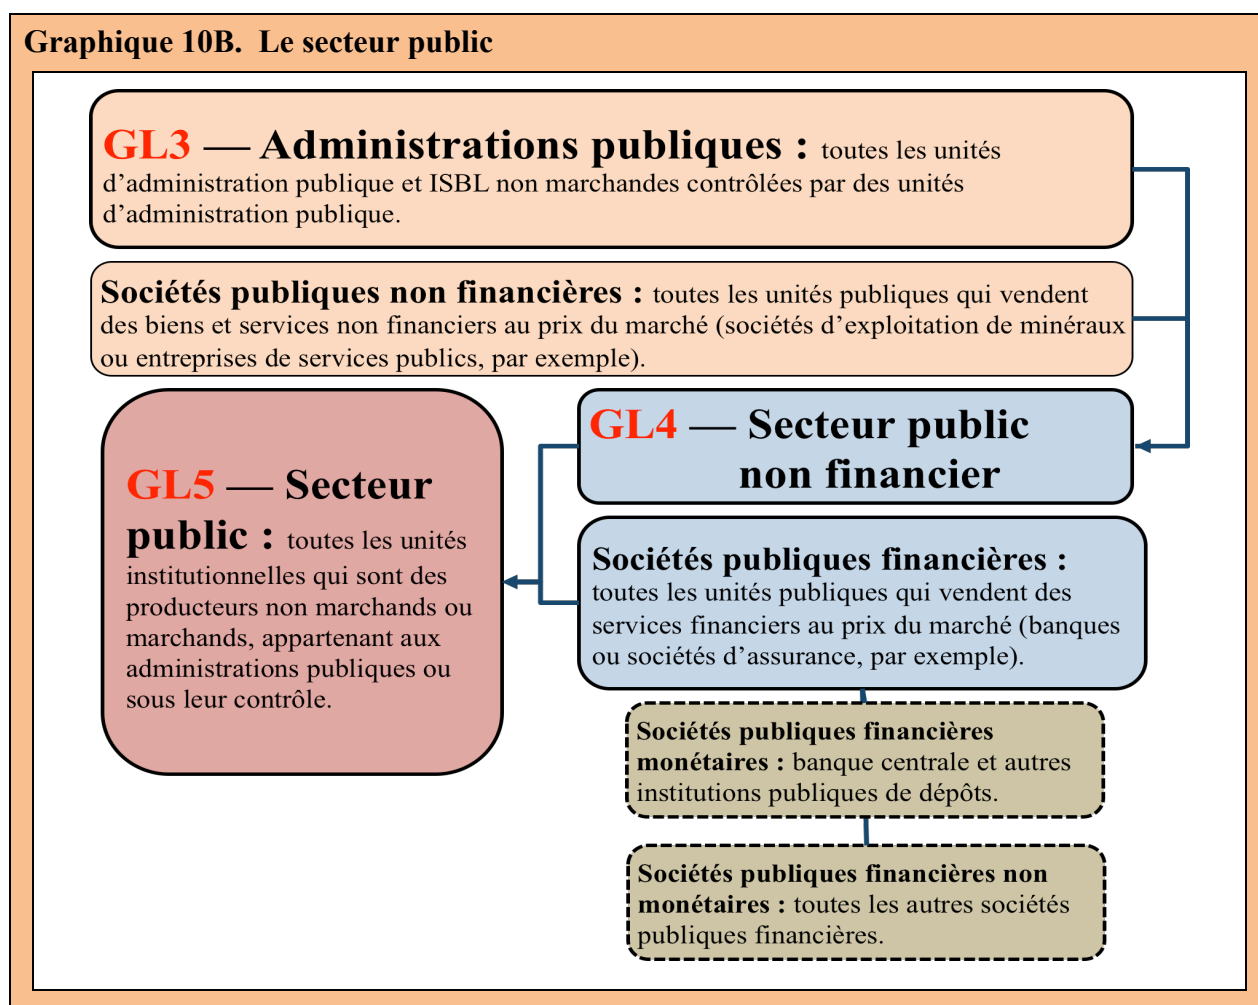 Graphique 10B. Le secteur public
GL3 — Administrations publiques : toutes les unités
d’administration publique et ISBL non marchandes contrôlées par des unités
d’administration publique.
Sociétés publiques non financières : toutes les unités publiques qui vendent
des biens et services non financiers au prix du marché (sociétés d’exploitation de minéraux
ou entreprises de services publics, par exemple).
GL4 — Secteur public
non financier
GL5 — Secteur
public : toutes les unités
institutionnelles qui sont des
producteurs non marchands ou
marchands, appartenant aux
administrations publiques ou
sous leur contrôle.
Sociétés publiques financières :
toutes les unités publiques qui vendent des
services financiers au prix du marché (banques
ou sociétés d’assurance, par exemple).
Sociétés publiques financières
monétaires : banque centrale et autres
institutions publiques de dépôts.
Sociétés publiques financières non
monétaires : toutes les autres sociétés
publiques financières.